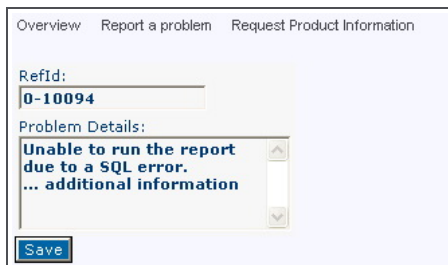 Overview Report a problem Request Product Information
RefId:
0-10094
Problem Details:
Unable to run the report
due to a SQL error.
... additional information
Save